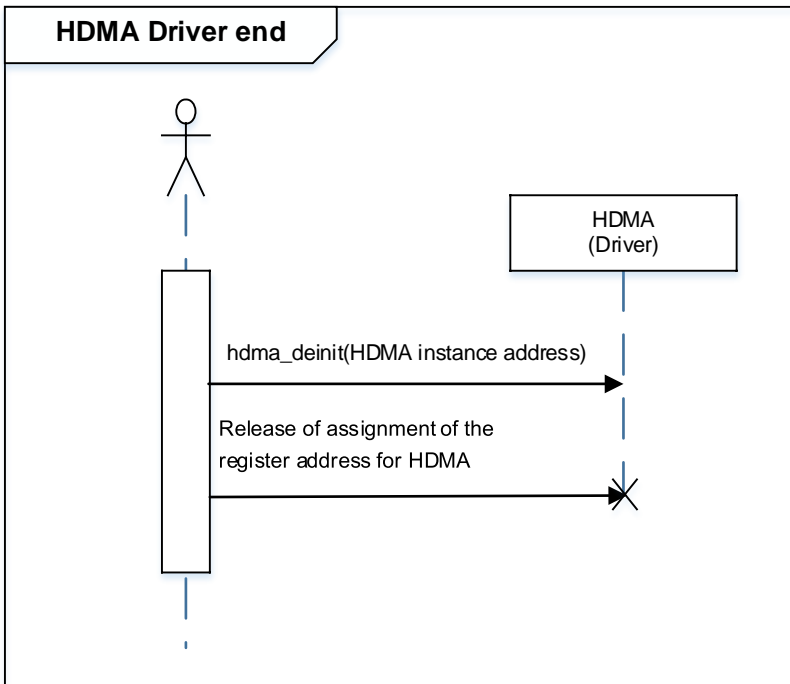 HDMA Driver end
HDMA
(Driver)
hdma_deinit(HDMA instance address)
Release of assignment of the
register address for HDMA